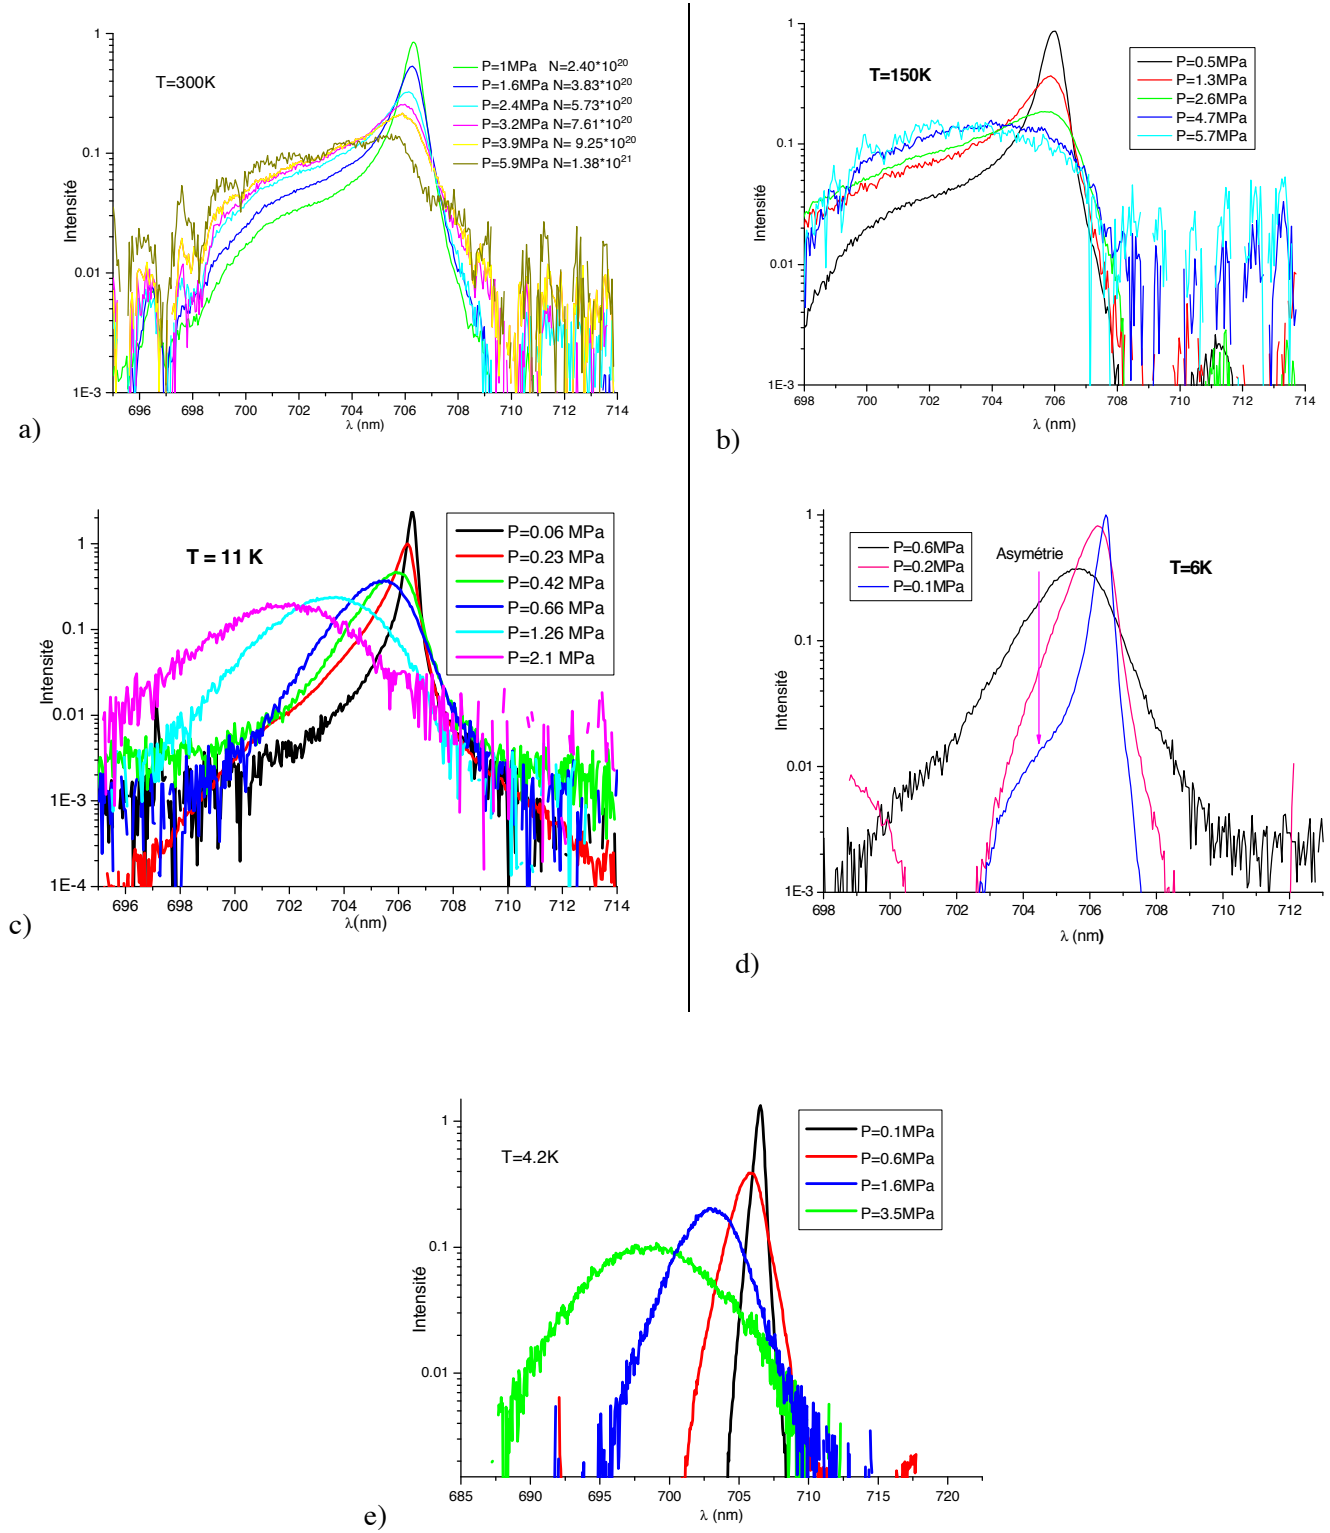 T=300K
P=1MPa N=2.40*10^20
P=1.6MPa N=3.83*10^20
P=2.4MPa N=5.73*10^20
P=3.2MPa N=7.61*10^20
P=3.9MPa N= 9.25*10^20
P=5.9MPa N=1.38*10^21
Intensité
1
0.1
0.01
1E-3
696 698 700 702 704 706 708 710 712 714
λ (nm)
a)
T=150K
P=0.5MPa
P=1.3MPa
P=2.6MPa
P=4.7MPa
P=5.7MPa
Intensité
1
0.1
0.01
1E-3
698 700 702 704 706 708 710 712 714
λ (nm)
b)
T = 11 K
P=0.06 MPa
P=0.23 MPa
P=0.42 MPa
P=0.66 MPa
P=1.26 MPa
P=2.1 MPa
Intensité
1
0.1
0.01
1E-3
1E-4
696 698 700 702 704 706 708 710 712 714
λ(nm)
c)
P=0.6MPa
P=0.2MPa
P=0.1MPa
Asymétrie
T=6K
Intensité
1
0.1
0.01
1E-3
698 700 702 704 706 708 710 712
λ (nm)
d)
T=4.2K
P=0.1MPa
P=0.6MPa
P=1.6MPa
P=3.5MPa
Intensité
1
0.1
0.01
685 690 695 700 705 710 715 720
λ (nm)
e)